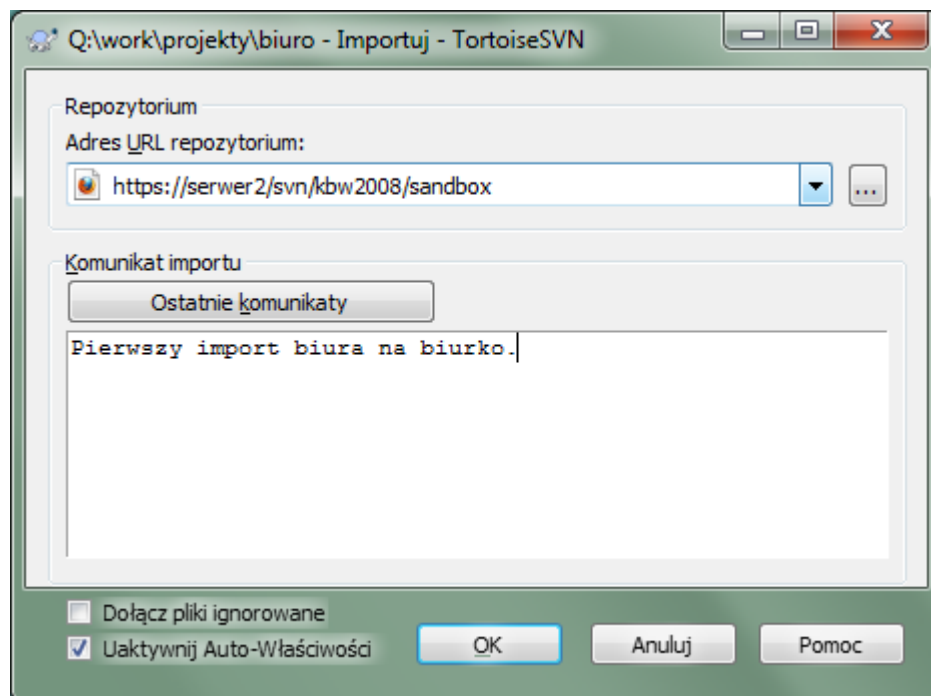 Q:\work\projekty\biuro - Importuj - TortoiseSVN
Repozytorium
Adres URL repozytorium:
https://serwer2/svn/kbw2008/sandbox
...
Komunikat importu
Ostatnie komunikaty
Pierwszy import biura na biurko.
Dołącz pliki ignorowane
Uaktywnij Auto-Właściwości
OK
Anuluj
Pomoc